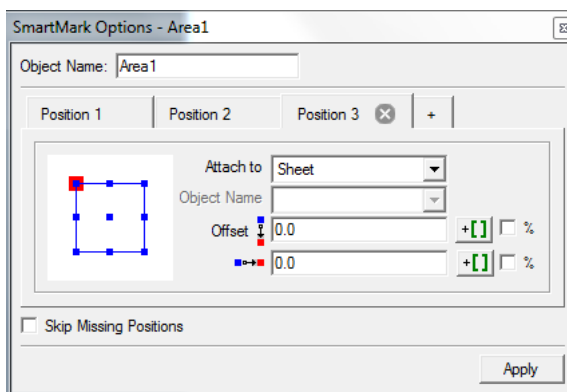 SmartMark Options - Area1
Object Name: Area1
Position 1 Position 2 Position 3 +
Attach to Sheet
Object Name
Offset 0.0 +[] %
0.0 +[] %
Skip Missing Positions
Apply